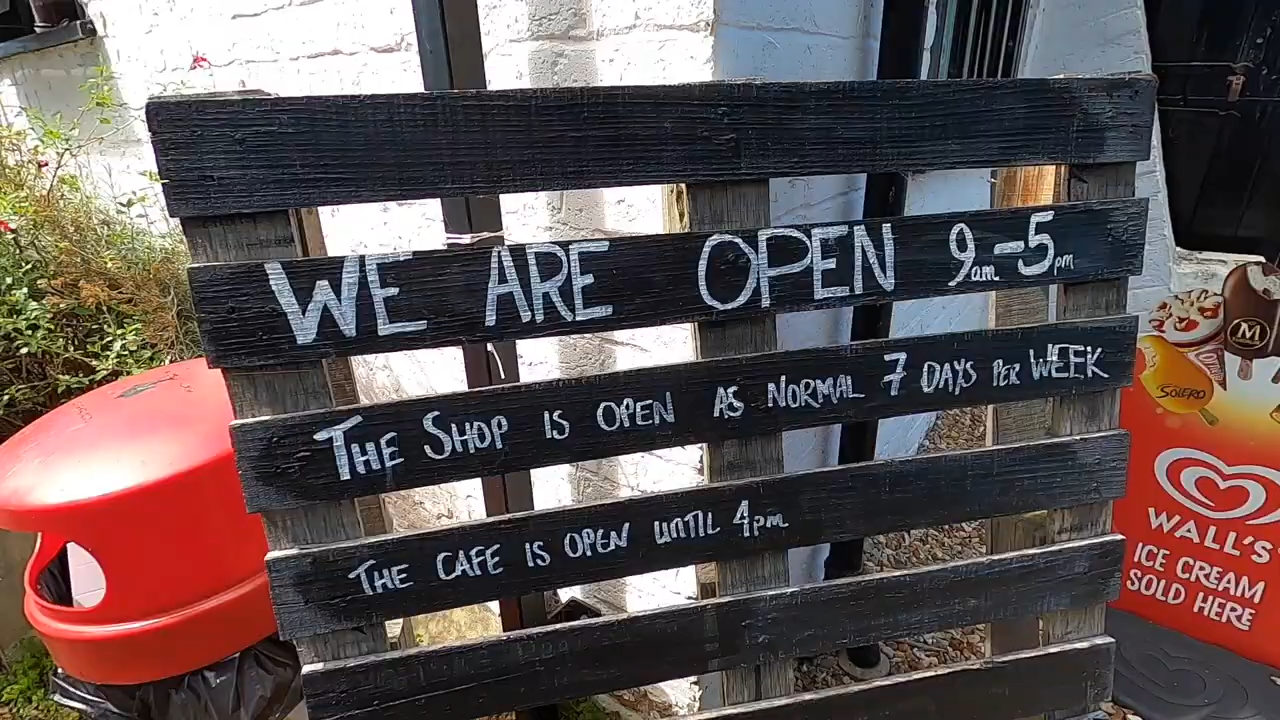 WE ARE OPEN 9am-5pm
THE SHOP IS OPEN AS NORMAL 7 DAYS PER WEEK
THE CAFE IS OPEN UNTIL 4pm
M
SOLERO
WALL'S
ICE CREAM
SOLD HERE